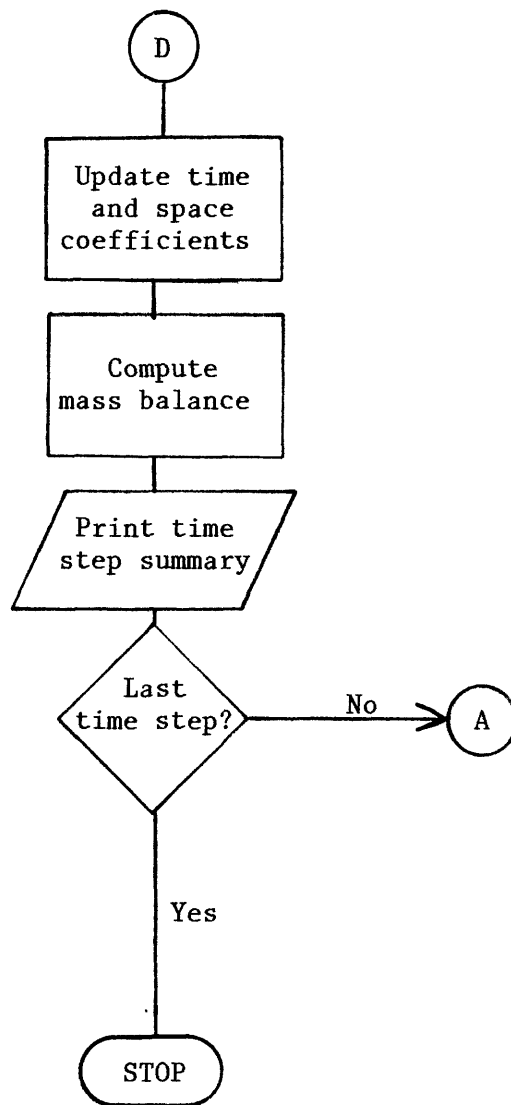 D
Update time
and space
coefficients
Compute
mass balance
Print time
step summary
Last
time step?
No
A
Yes
STOP